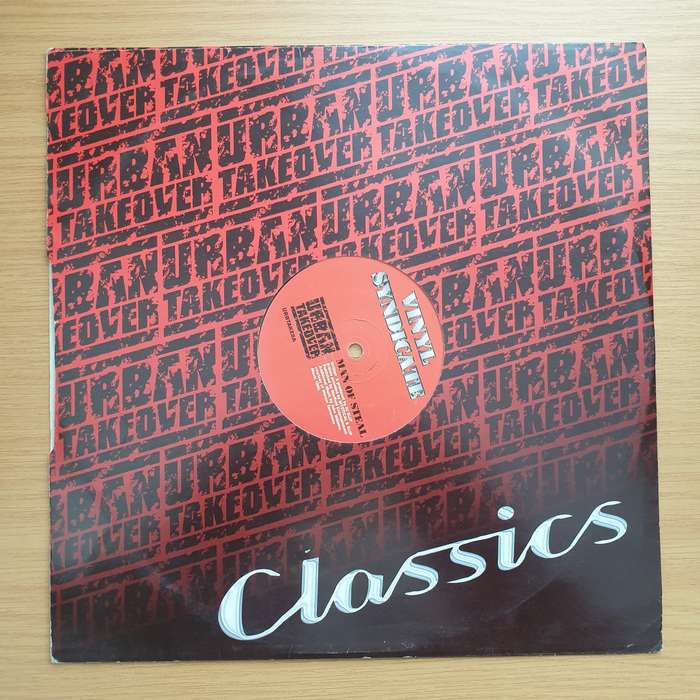 URBAN
TAKEOVER
VINYL
SYNDICATE
URBAN
TAKEOVER
MAN OF STEAL
Classics